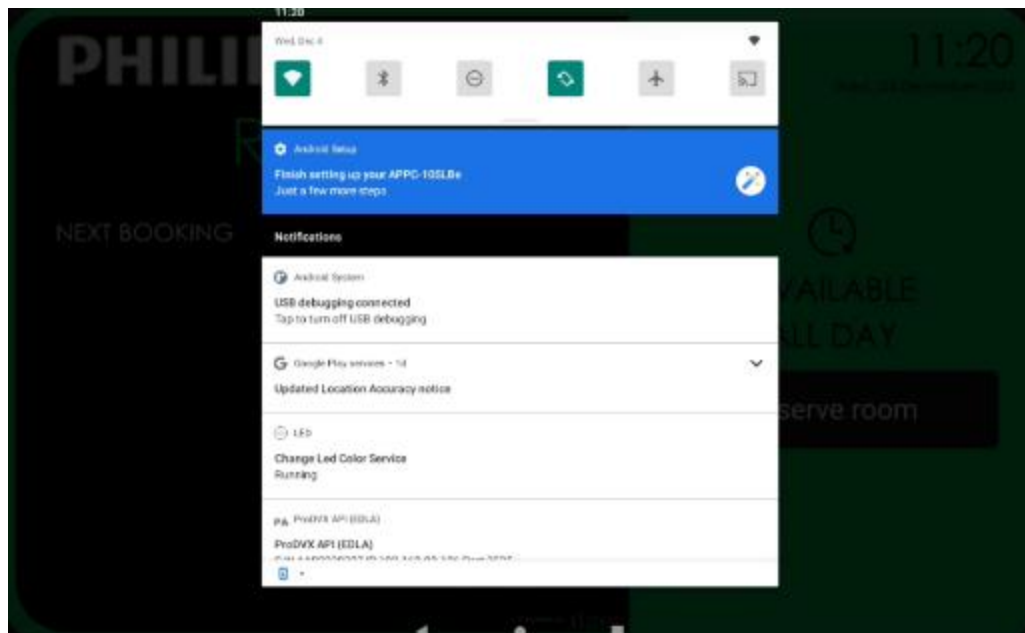 11:20
Wed, Dec 4
PHILI
11:20
R
Android Setup
Finish setting up your APPC-10SLBe
Just a few more steps
NEXT BOOKING
Notifications
Android System
USB debugging connected
Tap to turn off USB debugging
VAILABLE
ALL DAY
Google Play services • 1d
Updated Location Accuracy notice
serve room
LED
Change Led Color Service
Running
PA ProDVX API (EDLA)
ProDVX API (EDLA)